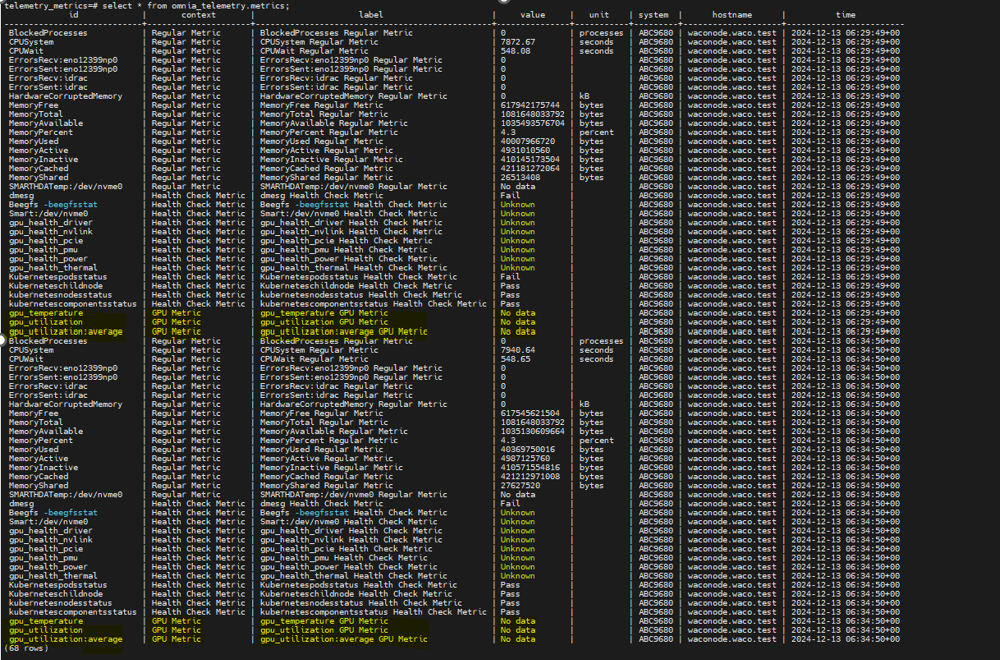 telemetry_metrics=# select * from omnia_telemetry.metrics;
id | context | label | value | unit | system | hostname | time
BlockedProcesses | Regular Metric | BlockedProcesses Regular Metric | 0 | processes | ABC9680 | waconode.waco.test | 2024-12-13 06:29:49+00
CPUSystem | Regular Metric | CPUSystem Regular Metric | 7872.67 | seconds | ABC9680 | waconode.waco.test | 2024-12-13 06:29:49+00
CPUWait | Regular Metric | CPUWait Regular Metric | 548.08 | seconds | ABC9680 | waconode.waco.test | 2024-12-13 06:29:49+00
ErrorsRecv:eno12399np0 | Regular Metric | ErrorsRecv:eno12399np0 Regular Metric | 0 | | ABC9680 | waconode.waco.test | 2024-12-13 06:29:49+00
ErrorsSent:eno12399np0 | Regular Metric | ErrorsSent:eno12399np0 Regular Metric | 0 | | ABC9680 | waconode.waco.test | 2024-12-13 06:29:49+00
ErrorsRecv:idrac | Regular Metric | ErrorsRecv:idrac Regular Metric | 0 | | ABC9680 | waconode.waco.test | 2024-12-13 06:29:49+00
ErrorsSent:idrac | Regular Metric | ErrorsSent:idrac Regular Metric | 0 | | ABC9680 | waconode.waco.test | 2024-12-13 06:29:49+00
HardwareCorruptedMemory | Regular Metric | HardwareCorruptedMemory Regular Metric | 0 | kB | ABC9680 | waconode.waco.test | 2024-12-13 06:29:49+00
MemoryFree | Regular Metric | MemoryFree Regular Metric | 617942175744 | bytes | ABC9680 | waconode.waco.test | 2024-12-13 06:29:49+00
MemoryTotal | Regular Metric | MemoryTotal Regular Metric | 1081648033792 | bytes | ABC9680 | waconode.waco.test | 2024-12-13 06:29:49+00
MemoryAvailable | Regular Metric | MemoryAvailable Regular Metric | 1035493576704 | bytes | ABC9680 | waconode.waco.test | 2024-12-13 06:29:49+00
MemoryPercent | Regular Metric | MemoryPercent Regular Metric | 4.3 | percent | ABC9680 | waconode.waco.test | 2024-12-13 06:29:49+00
MemoryUsed | Regular Metric | MemoryUsed Regular Metric | 40007966720 | bytes | ABC9680 | waconode.waco.test | 2024-12-13 06:29:49+00
MemoryActive | Regular Metric | MemoryActive Regular Metric | 4931010560 | bytes | ABC9680 | waconode.waco.test | 2024-12-13 06:29:49+00
MemoryInactive | Regular Metric | MemoryInactive Regular Metric | 410145173504 | bytes | ABC9680 | waconode.waco.test | 2024-12-13 06:29:49+00
MemoryCached | Regular Metric | MemoryCached Regular Metric | 421181272064 | bytes | ABC9680 | waconode.waco.test | 2024-12-13 06:29:49+00
MemoryShared | Regular Metric | MemoryShared Regular Metric | 26513408 | bytes | ABC9680 | waconode.waco.test | 2024-12-13 06:29:49+00
SMARTHDATemp:/dev/nvme0 | Regular Metric | SMARTHDATemp:/dev/nvme0 Regular Metric | No data | | ABC9680 | waconode.waco.test | 2024-12-13 06:29:49+00
dmesg | Health Check Metric | dmesg Health Check Metric | Fail | | ABC9680 | waconode.waco.test | 2024-12-13 06:29:49+00
Beegfs -beegfsstat | Health Check Metric | Beegfs -beegfsstat Health Check Metric | Unknown | | ABC9680 | waconode.waco.test | 2024-12-13 06:29:49+00
Smart:/dev/nvme0 | Health Check Metric | Smart:/dev/nvme0 Health Check Metric | Unknown | | ABC9680 | waconode.waco.test | 2024-12-13 06:29:49+00
gpu_health_driver | Health Check Metric | gpu_health_driver Health Check Metric | Unknown | | ABC9680 | waconode.waco.test | 2024-12-13 06:29:49+00
gpu_health_nvlink | Health Check Metric | gpu_health_nvlink Health Check Metric | Unknown | | ABC9680 | waconode.waco.test | 2024-12-13 06:29:49+00
gpu_health_pcie | Health Check Metric | gpu_health_pcie Health Check Metric | Unknown | | ABC9680 | waconode.waco.test | 2024-12-13 06:29:49+00
gpu_health_pmu | Health Check Metric | gpu_health_pmu Health Check Metric | Unknown | | ABC9680 | waconode.waco.test | 2024-12-13 06:29:49+00
gpu_health_power | Health Check Metric | gpu_health_power Health Check Metric | Unknown | | ABC9680 | waconode.waco.test | 2024-12-13 06:29:49+00
gpu_health_thermal | Health Check Metric | gpu_health_thermal Health Check Metric | Unknown | | ABC9680 | waconode.waco.test | 2024-12-13 06:29:49+00
Kubernetespodsstatus | Health Check Metric | Kubernetespodsstatus Health Check Metric | Fail | | ABC9680 | waconode.waco.test | 2024-12-13 06:29:49+00
Kuberneteschildnode | Health Check Metric | Kuberneteschildnode Health Check Metric | Pass | | ABC9680 | waconode.waco.test | 2024-12-13 06:29:49+00
kubernetesnodesstatus | Health Check Metric | kubernetesnodesstatus Health Check Metric | Pass | | ABC9680 | waconode.waco.test | 2024-12-13 06:29:49+00
kubernetescomponentsstatus | Health Check Metric | kubernetescomponentsstatus Health Check Metric | Pass | | ABC9680 | waconode.waco.test | 2024-12-13 06:29:49+00
gpu_temperature | GPU Metric | gpu_temperature GPU Metric | No data | | ABC9680 | waconode.waco.test | 2024-12-13 06:29:49+00
gpu_utilization | GPU Metric | gpu_utilization GPU Metric | No data | | ABC9680 | waconode.waco.test | 2024-12-13 06:29:49+00
gpu_utilization:average | GPU Metric | gpu_utilization:average GPU Metric | No data | | ABC9680 | waconode.waco.test | 2024-12-13 06:29:49+00
BlockedProcesses | Regular Metric | BlockedProcesses Regular Metric | 0 | processes | ABC9680 | waconode.waco.test | 2024-12-13 06:34:50+00
CPUSystem | Regular Metric | CPUSystem Regular Metric | 7940.64 | seconds | ABC9680 | waconode.waco.test | 2024-12-13 06:34:50+00
CPUWait | Regular Metric | CPUWait Regular Metric | 548.65 | seconds | ABC9680 | waconode.waco.test | 2024-12-13 06:34:50+00
ErrorsRecv:eno12399np0 | Regular Metric | ErrorsRecv:eno12399np0 Regular Metric | 0 | | ABC9680 | waconode.waco.test | 2024-12-13 06:34:50+00
ErrorsSent:eno12399np0 | Regular Metric | ErrorsSent:eno12399np0 Regular Metric | 0 | | ABC9680 | waconode.waco.test | 2024-12-13 06:34:50+00
ErrorsRecv:idrac | Regular Metric | ErrorsRecv:idrac Regular Metric | 0 | | ABC9680 | waconode.waco.test | 2024-12-13 06:34:50+00
ErrorsSent:idrac | Regular Metric | ErrorsSent:idrac Regular Metric | 0 | | ABC9680 | waconode.waco.test | 2024-12-13 06:34:50+00
HardwareCorruptedMemory | Regular Metric | HardwareCorruptedMemory Regular Metric | 0 | kB | ABC9680 | waconode.waco.test | 2024-12-13 06:34:50+00
MemoryFree | Regular Metric | MemoryFree Regular Metric | 617545621504 | bytes | ABC9680 | waconode.waco.test | 2024-12-13 06:34:50+00
MemoryTotal | Regular Metric | MemoryTotal Regular Metric | 1081648033792 | bytes | ABC9680 | waconode.waco.test | 2024-12-13 06:34:50+00
MemoryAvailable | Regular Metric | MemoryAvailable Regular Metric | 1035130609664 | bytes | ABC9680 | waconode.waco.test | 2024-12-13 06:34:50+00
MemoryPercent | Regular Metric | MemoryPercent Regular Metric | 4.3 | percent | ABC9680 | waconode.waco.test | 2024-12-13 06:34:50+00
MemoryUsed | Regular Metric | MemoryUsed Regular Metric | 40369750016 | bytes | ABC9680 | waconode.waco.test | 2024-12-13 06:34:50+00
MemoryActive | Regular Metric | MemoryActive Regular Metric | 4987125760 | bytes | ABC9680 | waconode.waco.test | 2024-12-13 06:34:50+00
MemoryInactive | Regular Metric | MemoryInactive Regular Metric | 410571554816 | bytes | ABC9680 | waconode.waco.test | 2024-12-13 06:34:50+00
MemoryCached | Regular Metric | MemoryCached Regular Metric | 421212971008 | bytes | ABC9680 | waconode.waco.test | 2024-12-13 06:34:50+00
MemoryShared | Regular Metric | MemoryShared Regular Metric | 27627520 | bytes | ABC9680 | waconode.waco.test | 2024-12-13 06:34:50+00
SMARTHDATemp:/dev/nvme0 | Regular Metric | SMARTHDATemp:/dev/nvme0 Regular Metric | No data | | ABC9680 | waconode.waco.test | 2024-12-13 06:34:50+00
dmesg | Health Check Metric | dmesg Health Check Metric | Fail | | ABC9680 | waconode.waco.test | 2024-12-13 06:34:50+00
Beegfs -beegfsstat | Health Check Metric | Beegfs -beegfsstat Health Check Metric | Unknown | | ABC9680 | waconode.waco.test | 2024-12-13 06:34:50+00
Smart:/dev/nvme0 | Health Check Metric | Smart:/dev/nvme0 Health Check Metric | Unknown | | ABC9680 | waconode.waco.test | 2024-12-13 06:34:50+00
gpu_health_driver | Health Check Metric | gpu_health_driver Health Check Metric | Unknown | | ABC9680 | waconode.waco.test | 2024-12-13 06:34:50+00
gpu_health_nvlink | Health Check Metric | gpu_health_nvlink Health Check Metric | Unknown | | ABC9680 | waconode.waco.test | 2024-12-13 06:34:50+00
gpu_health_pcie | Health Check Metric | gpu_health_pcie Health Check Metric | Unknown | | ABC9680 | waconode.waco.test | 2024-12-13 06:34:50+00
gpu_health_pmu | Health Check Metric | gpu_health_pmu Health Check Metric | Unknown | | ABC9680 | waconode.waco.test | 2024-12-13 06:34:50+00
gpu_health_power | Health Check Metric | gpu_health_power Health Check Metric | Unknown | | ABC9680 | waconode.waco.test | 2024-12-13 06:34:50+00
gpu_health_thermal | Health Check Metric | gpu_health_thermal Health Check Metric | Unknown | | ABC9680 | waconode.waco.test | 2024-12-13 06:34:50+00
Kubernetespodsstatus | Health Check Metric | Kubernetespodsstatus Health Check Metric | Pass | | ABC9680 | waconode.waco.test | 2024-12-13 06:34:50+00
Kuberneteschildnode | Health Check Metric | Kuberneteschildnode Health Check Metric | Pass | | ABC9680 | waconode.waco.test | 2024-12-13 06:34:50+00
kubernetesnodesstatus | Health Check Metric | kubernetesnodesstatus Health Check Metric | Pass | | ABC9680 | waconode.waco.test | 2024-12-13 06:34:50+00
kubernetescomponentsstatus | Health Check Metric | kubernetescomponentsstatus Health Check Metric | Pass | | ABC9680 | waconode.waco.test | 2024-12-13 06:34:50+00
gpu_temperature | GPU Metric | gpu_temperature GPU Metric | No data | | ABC9680 | waconode.waco.test | 2024-12-13 06:34:50+00
gpu_utilization | GPU Metric | gpu_utilization GPU Metric | No data | | ABC9680 | waconode.waco.test | 2024-12-13 06:34:50+00
gpu_utilization:average | GPU Metric | gpu_utilization:average GPU Metric | No data | | ABC9680 | waconode.waco.test | 2024-12-13 06:34:50+00
(68 rows)